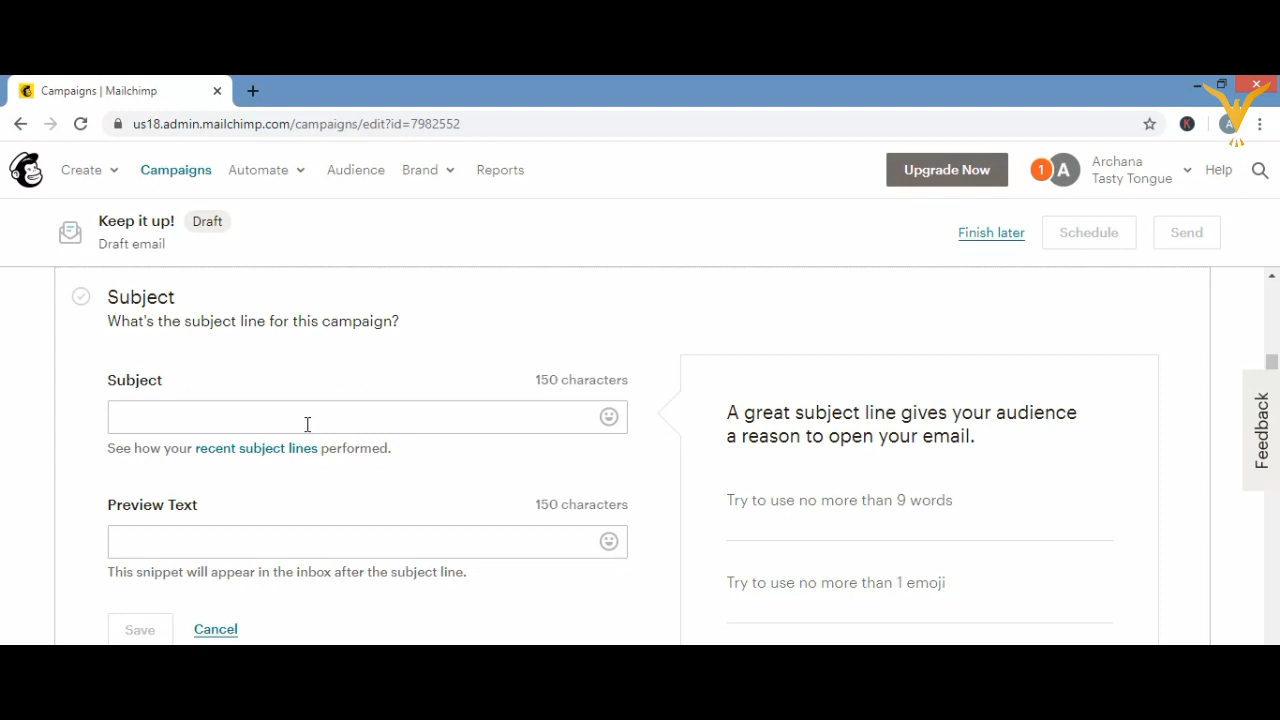 Campaigns | Mailchimp
us18.admin.mailchimp.com/campaigns/edit?id=7982552
K
A
Create
Campaigns
Automate
Audience
Brand
Reports
Upgrade Now
1
A
Archana
Tasty Tongue
Help
Keep it up!
Draft
Draft email
Finish later
Schedule
Send
Subject
What's the subject line for this campaign?
Subject
150 characters
See how your recent subject lines performed.
Preview Text
150 characters
This snippet will appear in the inbox after the subject line.
Save
Cancel
A great subject line gives your audience
a reason to open your email.
Try to use no more than 9 words
Try to use no more than 1 emoji
Feedback